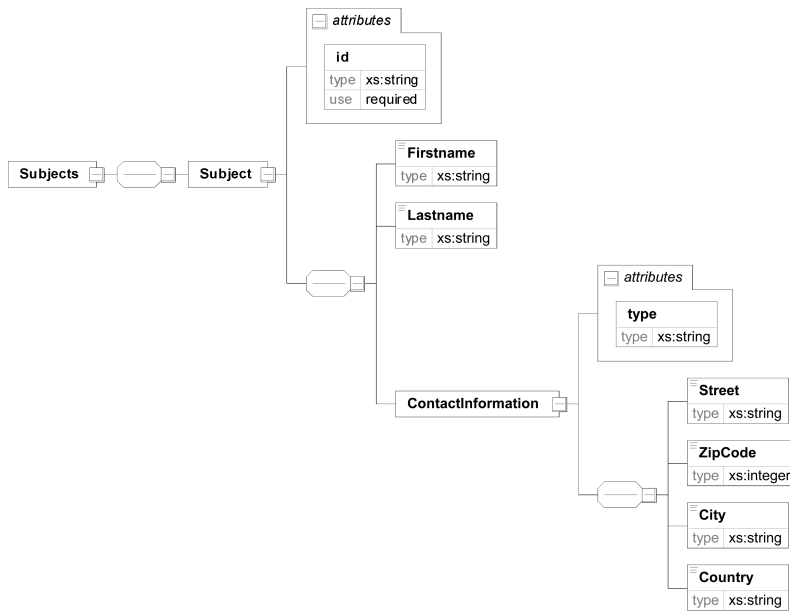 attributes
id
type xs:string
use required
Subjects
Subject
Firstname
type xs:string
Lastname
type xs:string
attributes
type
type xs:string
ContactInformation
Street
type xs:string
ZipCode
type xs:integer
City
type xs:string
Country
type xs:string